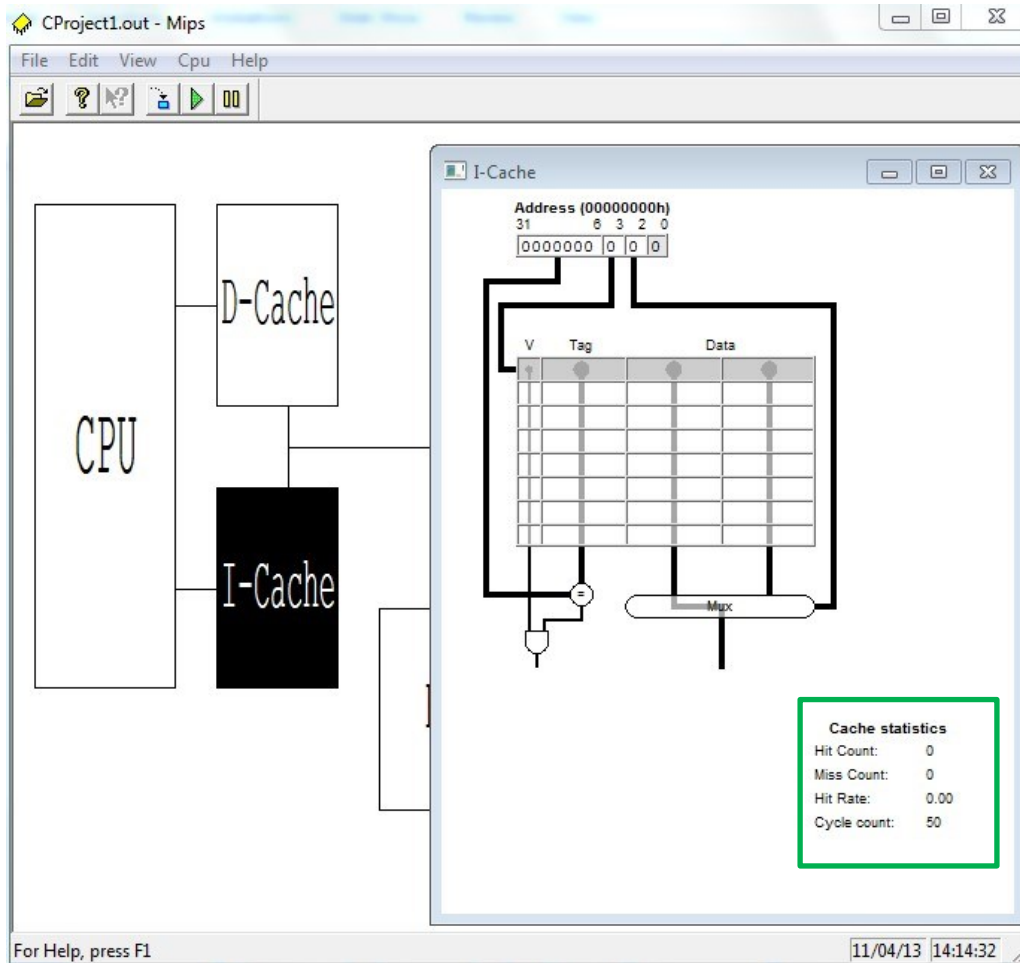 CProject1.out - Mips
File Edit View Cpu Help
I-Cache
Address (00000000h)
31 6 3 2 0
0000000 0 0 0
D-Cache
V Tag Data
CPU
I-Cache
=
Mux
Cache statistics
Hit Count: 0
Miss Count: 0
Hit Rate: 0.00
Cycle count: 50
For Help, press F1
11/04/13 14:14:32